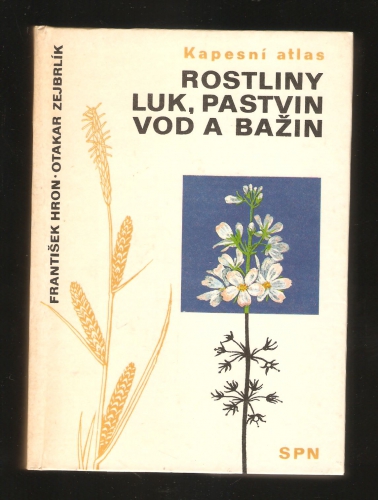 Kapesní atlas
ROSTLINY
LUK, PASTVIN
VOD A BAŽIN
FRANTIŠEK HRON · OTAKAR ZEJBRLÍK
SPN